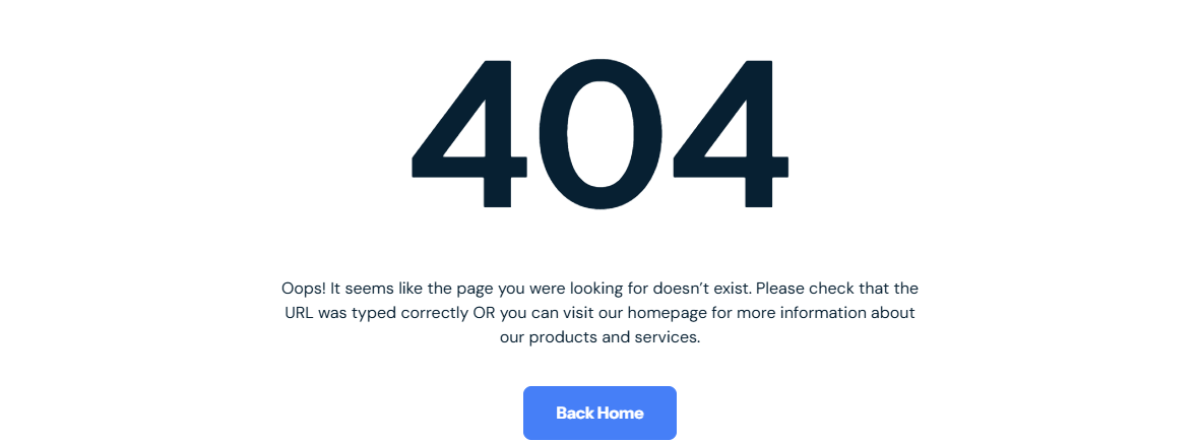 404
Oops! It seems like the page you were looking for doesn’t exist. Please check that the
URL was typed correctly OR you can visit our homepage for more information about
our products and services.
Back Home